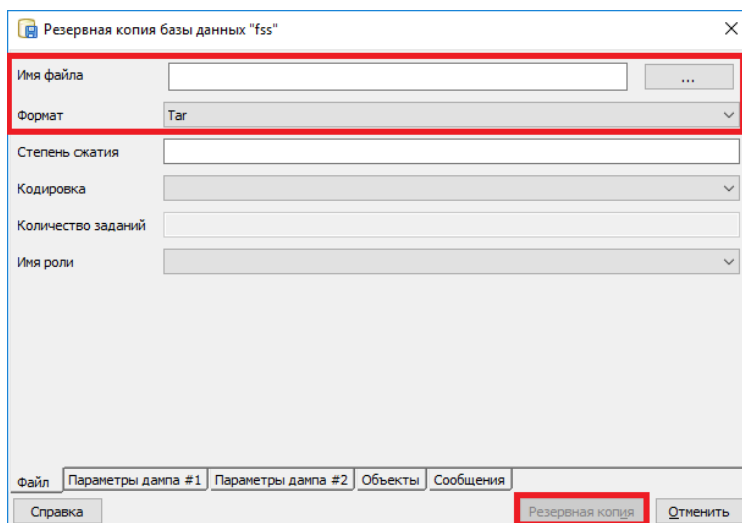 Резервная копия базы данных "fss"
Имя файла
...
Формат Tar
Степень сжатия
Кодировка
Количество заданий
Имя роли
Файл Параметры дампа #1 Параметры дампа #2 Объекты Сообщения
Справка Резервная копия Отменить